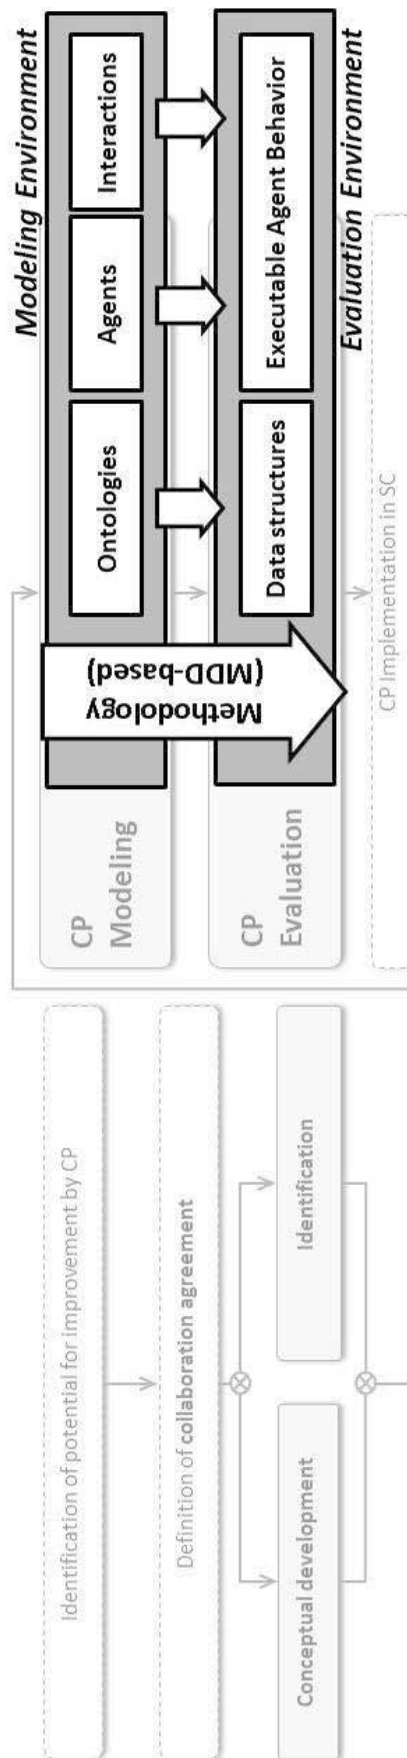 Identification of potential for improvement by CP
Definition of collaboration agreement
Conceptual development
Identification
CP
Modeling
CP
Evaluation
CP Implementation in SC
Methodology
(MDD-based)
Modeling Environment
Ontologies
Agents
Interactions
Data structures
Executable Agent Behavior
Evaluation Environment